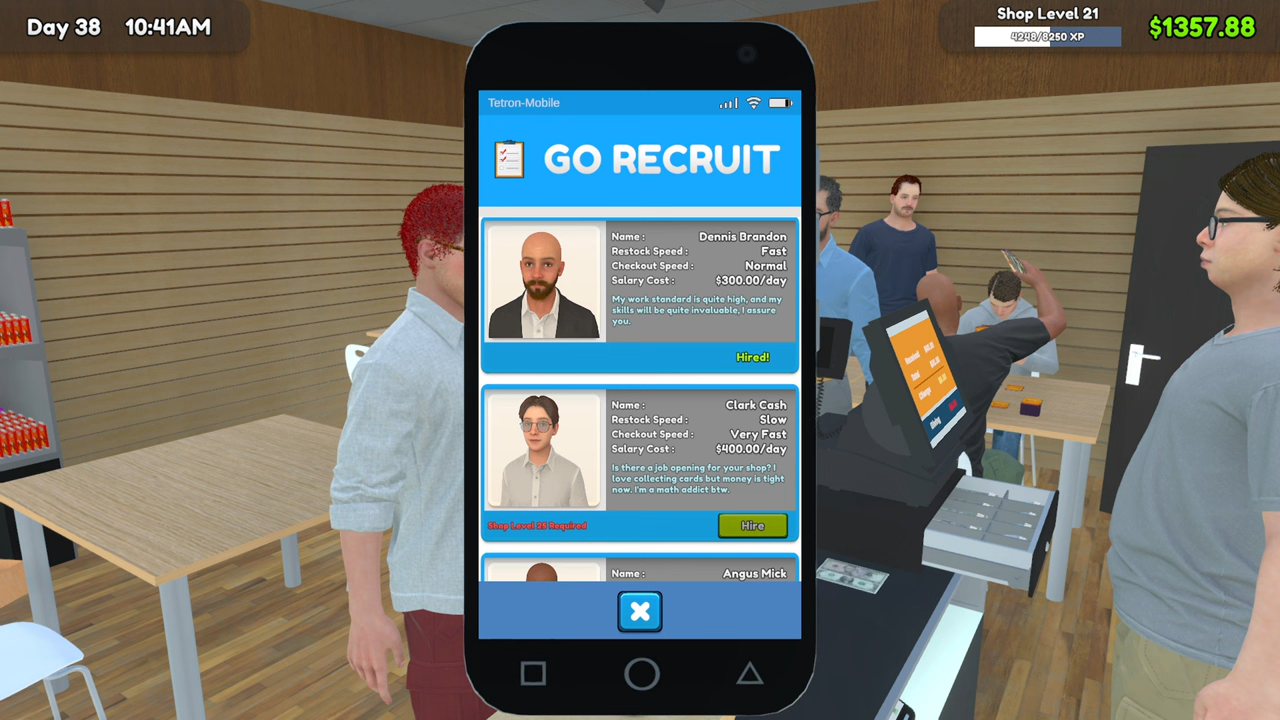 Day 38 10:41AM
Shop Level 21
4248/8250 XP
$1357.88
Tetron-Mobile
GO RECRUIT
Name : Dennis Brandon
Restock Speed : Fast
Checkout Speed : Normal
Salary Cost : $300.00/day
My work standard is quite high, and my
skills will be quite invaluable, I assure
you.
Hired!
Name : Clark Cash
Restock Speed : Slow
Checkout Speed : Very Fast
Salary Cost : $400.00/day
Is there a job opening for your shop? I
love collecting cards but money is tight
now. I'm a math addict btw.
Shop Level 25 Required
Hire
Name : Angus Mick
Received
Total
Change